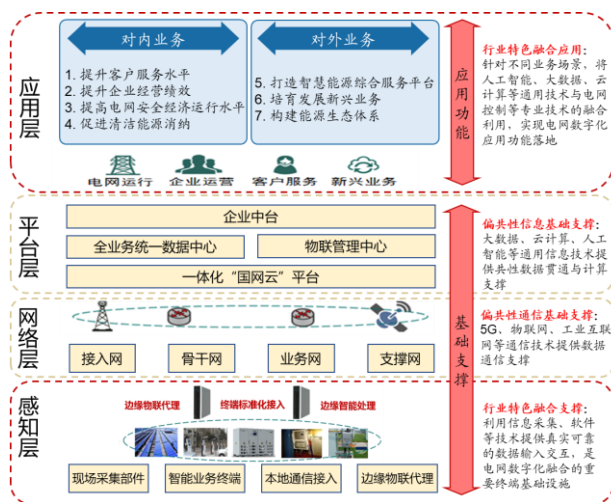 应用层
对内业务
1. 提升客户服务水平
2. 提升企业经营绩效
3. 提高电网安全经济运行水平
4. 促进清洁能源消纳
对外业务
5. 打造智慧能源综合服务平台
6. 培育发展新兴业务
7. 构建能源生态体系
电网运行
企业运营
客户服务
新兴业务
应用功能
行业特色融合应用：
针对不同业务场景，将
人工智能、大数据、云
计算等通用技术与电网
控制等专业技术的融合
利用，实现电网数字化
应用功能落地
平台层
企业中台
全业务统一数据中心
物联管理中心
一体化“国网云”平台
偏共性信息基础支撑：
大数据、云计算、人工
智能等通用信息技术提
供共性数据贯通与计算
支撑
网络层
接入网
骨干网
业务网
支撑网
基础支撑
偏共性通信基础支撑：
5G、物联网、工业互联
网等通信技术提供数据
通信支撑
感知层
边缘物联代理
终端标准化接入
边缘智能处理
现场采集部件
智能业务终端
本地通信接入
边缘物联代理
行业特色融合支撑：
利用信息采集、软件
等技术提供真实可靠
的数据输入交互，是
电网数字化融合的重
要终端基础设施